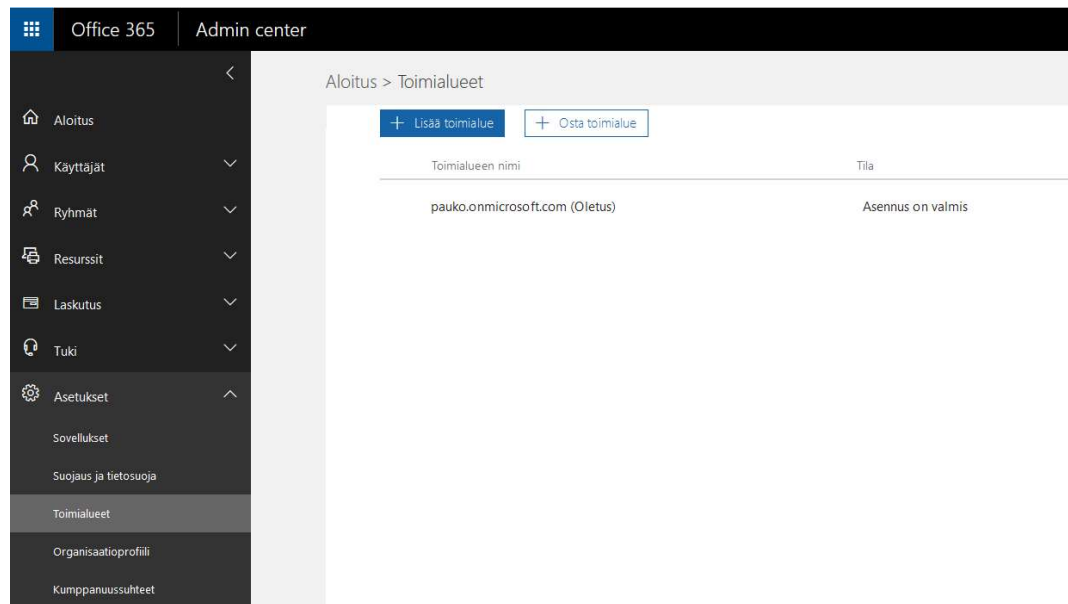 Office 365 Admin center
Aloitus > Toimialueet
Aloitus
Käyttäjät
Ryhmät
Resurssit
Laskutus
Tuki
Asetukset
Sovellukset
Suojaus ja tietosuoja
Toimialueet
Organisaatioprofiili
Kumppanuussuhteet
+ Lisää toimialue + Osta toimialue
Toimialueen nimi Tila
pauko.onmicrosoft.com (Oletus) Asennus on valmis